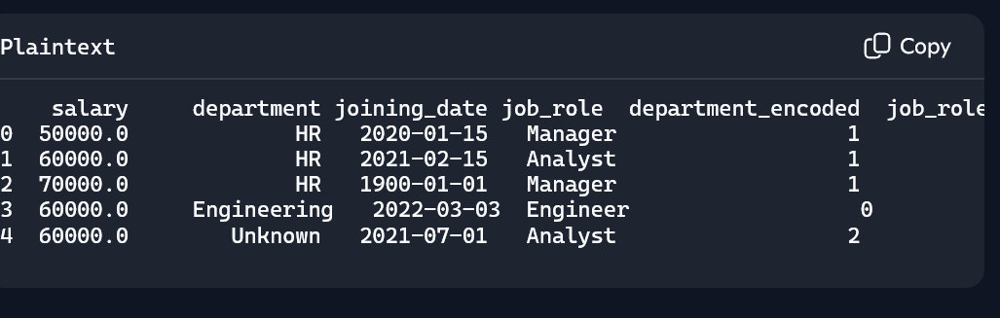 Plaintext Copy
salary department joining_date job_role department_encoded job_role
0 50000.0 HR 2020-01-15 Manager 1
1 60000.0 HR 2021-02-15 Analyst 1
2 70000.0 HR 1900-01-01 Manager 1
3 60000.0 Engineering 2022-03-03 Engineer 0
4 60000.0 Unknown 2021-07-01 Analyst 2